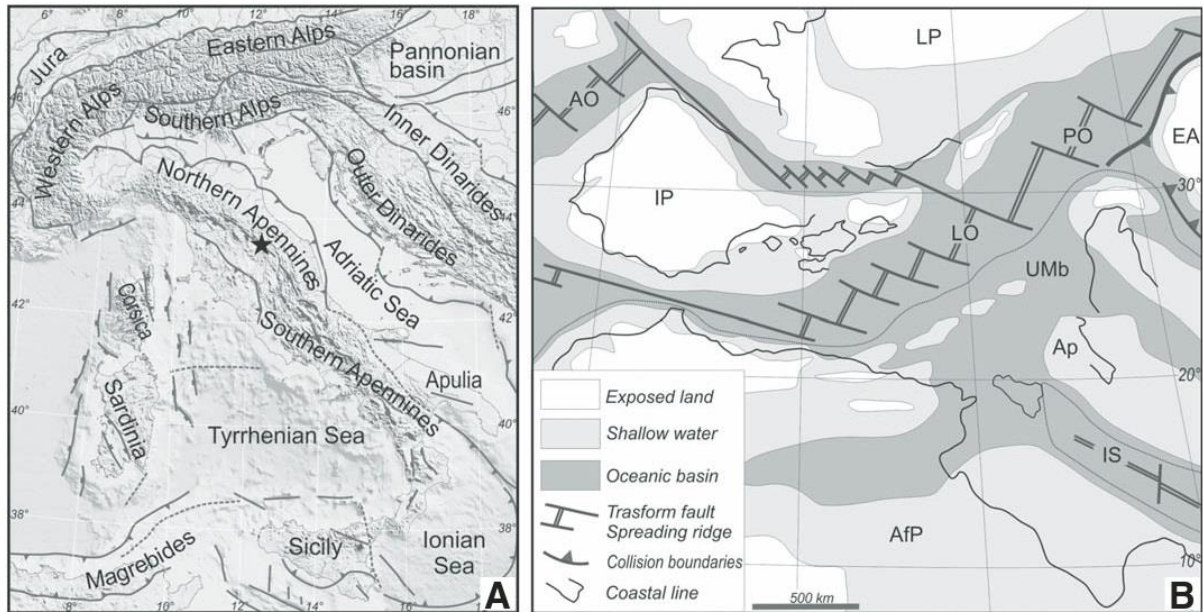 6°
8°
10°
12°
14°
16°
18°
Jura
Eastern Alps
Pannonian
basin
46°
46°
Western Alps
Southern Alps
Inner Dinarides
Outer Dinarides
Northern Apennines
44°
44°
Adriatic Sea
42°
42°
Corsica
Southern Apennines
Apulia
Sardinia
40°
40°
Tyrrhenian Sea
38°
38°
Magrebides
Sicily
Ionian
Sea
8°
10°
12°
14°
16°
A
LP
AO
PO
EA
IP
30°
LO
UMb
Ap
20°
IS
AfP
10°
Exposed land
Shallow water
Oceanic basin
Trasform fault
Spreading ridge
Collision boundaries
Coastal line
500 km
B